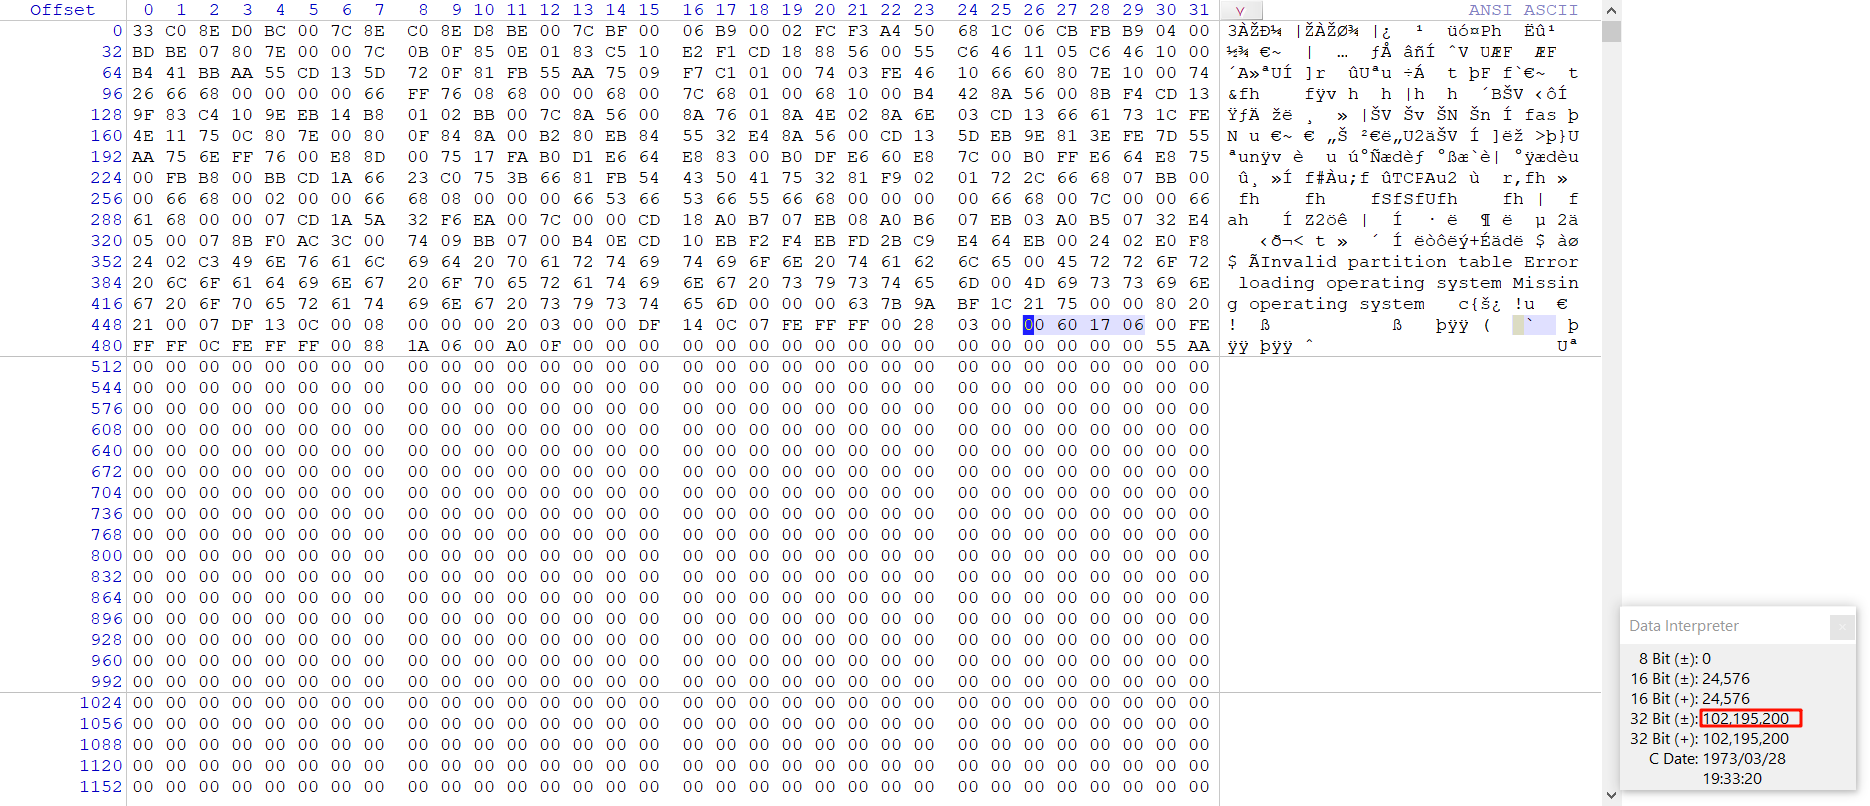 Offset 0 1 2 3 4 5 6 7 8 9 10 11 12 13 14 15 16 17 18 19 20 21 22 23 24 25 26 27 28 29 30 31 v ANSI ASCII
0 33 C0 8E D0 BC 00 7C 8E C0 8E D8 BE 00 7C BF 00 06 B9 00 02 FC F3 A4 50 68 1C 06 CB FB B9 04 00 3ÀŽÐ¼ |ŽÀŽØ¾ |¿ ¹ üó¤Ph Ëû¹
32 BD BE 07 80 7E 00 00 7C 0B 0F 85 0E 01 83 C5 10 E2 F1 CD 18 88 56 00 55 C6 46 11 05 C6 46 10 00 ½¾ €~ | … ƒÅ âñÍ ˆV UÆF ÆF
64 B4 41 BB AA 55 CD 13 5D 72 0F 81 FB 55 AA 75 09 F7 C1 01 00 74 03 FE 46 10 66 60 80 7E 10 00 74 ´A»ªUÍ ]r ûUªu ÷Á t þF f`€~ t
96 26 66 68 00 00 00 00 66 FF 76 08 68 00 00 68 00 7C 68 01 00 68 10 00 B4 42 8A 56 00 8B F4 CD 13 &fh fÿv h h |h h ´BŠV ‹ôÍ
128 9F 83 C4 10 9E EB 14 B8 01 02 BB 00 7C 8A 56 00 8A 76 01 8A 4E 02 8A 6E 03 CD 13 66 61 73 1C FE ŸƒÄ žë ¸ » |ŠV Šv ŠN Šn Í fas þ
160 4E 11 75 0C 80 7E 00 80 0F 84 8A 00 B2 80 EB 84 55 32 E4 8A 56 00 CD 13 5D EB 9E 81 3E FE 7D 55 N u €~ € „Š ²€ë„U2äŠV Í ]ëž >þ}U
192 AA 75 6E FF 76 00 E8 8D 00 75 17 FA B0 D1 E6 64 E8 83 00 B0 DF E6 60 E8 7C 00 B0 FF E6 64 E8 75 ªunÿv è u ú°Ñædèƒ °ßæ`è| °ÿædèu
224 00 FB B8 00 BB CD 1A 66 23 C0 75 3B 66 81 FB 54 43 50 41 75 32 81 F9 02 01 72 2C 66 68 07 BB 00 û¸ »Í f#Àu;f ûTCPAu2 ù r,fh »
256 00 66 68 00 02 00 00 66 68 08 00 00 00 66 53 66 53 66 55 66 68 00 00 00 00 66 68 00 7C 00 00 66 fh fh fSfSfUfh fh | f
288 61 68 00 00 07 CD 1A 5A 32 F6 EA 00 7C 00 00 CD 18 A0 B7 07 EB 08 A0 B6 07 EB 03 A0 B5 07 32 E4 ah Í Z2öê | Í · ë ¶ ë µ 2ä
320 05 00 07 8B F0 AC 3C 00 74 09 BB 07 00 B4 0E CD 10 EB F2 F4 EB FD 2B C9 E4 64 EB 00 24 02 E0 F8 ‹ð¬< t » ´ Í ëòôëý+Éädë $ àø
352 24 02 C3 49 6E 76 61 6C 69 64 20 70 61 72 74 69 74 69 6F 6E 20 74 61 62 6C 65 00 45 72 72 6F 72 $ ÃInvalid partition table Error
384 20 6C 6F 61 64 69 6E 67 20 6F 70 65 72 61 74 69 6E 67 20 73 79 73 74 65 6D 00 4D 69 73 73 69 6E loading operating system Missin
416 67 20 6F 70 65 72 61 74 69 6E 67 20 73 79 73 74 65 6D 00 00 00 63 7B 9A BF 1C 21 75 00 00 80 20 g operating system c{š¿ !u €
448 21 00 07 DF 13 0C 00 08 00 00 00 20 03 00 00 DF 14 0C 07 FE FF FF 00 28 03 00 00 60 17 06 00 FE ! ß ß þÿÿ ( ` þ
480 FF FF 0C FE FF FF 00 88 1A 06 00 A0 0F 00 00 00 00 00 00 00 00 00 00 00 00 00 00 00 00 00 55 AA ÿÿ þÿÿ ˆ Uª
512 00 00 00 00 00 00 00 00 00 00 00 00 00 00 00 00 00 00 00 00 00 00 00 00 00 00 00 00 00 00 00 00
544 00 00 00 00 00 00 00 00 00 00 00 00 00 00 00 00 00 00 00 00 00 00 00 00 00 00 00 00 00 00 00 00
576 00 00 00 00 00 00 00 00 00 00 00 00 00 00 00 00 00 00 00 00 00 00 00 00 00 00 00 00 00 00 00 00
608 00 00 00 00 00 00 00 00 00 00 00 00 00 00 00 00 00 00 00 00 00 00 00 00 00 00 00 00 00 00 00 00
640 00 00 00 00 00 00 00 00 00 00 00 00 00 00 00 00 00 00 00 00 00 00 00 00 00 00 00 00 00 00 00 00
672 00 00 00 00 00 00 00 00 00 00 00 00 00 00 00 00 00 00 00 00 00 00 00 00 00 00 00 00 00 00 00 00
704 00 00 00 00 00 00 00 00 00 00 00 00 00 00 00 00 00 00 00 00 00 00 00 00 00 00 00 00 00 00 00 00
736 00 00 00 00 00 00 00 00 00 00 00 00 00 00 00 00 00 00 00 00 00 00 00 00 00 00 00 00 00 00 00 00
768 00 00 00 00 00 00 00 00 00 00 00 00 00 00 00 00 00 00 00 00 00 00 00 00 00 00 00 00 00 00 00 00
800 00 00 00 00 00 00 00 00 00 00 00 00 00 00 00 00 00 00 00 00 00 00 00 00 00 00 00 00 00 00 00 00
832 00 00 00 00 00 00 00 00 00 00 00 00 00 00 00 00 00 00 00 00 00 00 00 00 00 00 00 00 00 00 00 00
864 00 00 00 00 00 00 00 00 00 00 00 00 00 00 00 00 00 00 00 00 00 00 00 00 00 00 00 00 00 00 00 00
896 00 00 00 00 00 00 00 00 00 00 00 00 00 00 00 00 00 00 00 00 00 00 00 00 00 00 00 00 00 00 00 00
928 00 00 00 00 00 00 00 00 00 00 00 00 00 00 00 00 00 00 00 00 00 00 00 00 00 00 00 00 00 00 00 00
960 00 00 00 00 00 00 00 00 00 00 00 00 00 00 00 00 00 00 00 00 00 00 00 00 00 00 00 00 00 00 00 00
992 00 00 00 00 00 00 00 00 00 00 00 00 00 00 00 00 00 00 00 00 00 00 00 00 00 00 00 00 00 00 00 00
1024 00 00 00 00 00 00 00 00 00 00 00 00 00 00 00 00 00 00 00 00 00 00 00 00 00 00 00 00 00 00 00 00
1056 00 00 00 00 00 00 00 00 00 00 00 00 00 00 00 00 00 00 00 00 00 00 00 00 00 00 00 00 00 00 00 00
1088 00 00 00 00 00 00 00 00 00 00 00 00 00 00 00 00 00 00 00 00 00 00 00 00 00 00 00 00 00 00 00 00
1120 00 00 00 00 00 00 00 00 00 00 00 00 00 00 00 00 00 00 00 00 00 00 00 00 00 00 00 00 00 00 00 00
1152 00 00 00 00 00 00 00 00 00 00 00 00 00 00 00 00 00 00 00 00 00 00 00 00 00 00 00 00 00 00 00 00
Data Interpreter
8 Bit (±): 0
16 Bit (±): 24,576
16 Bit (+): 24,576
32 Bit (±): 102,195,200
32 Bit (+): 102,195,200
C Date: 1973/03/28
19:33:20